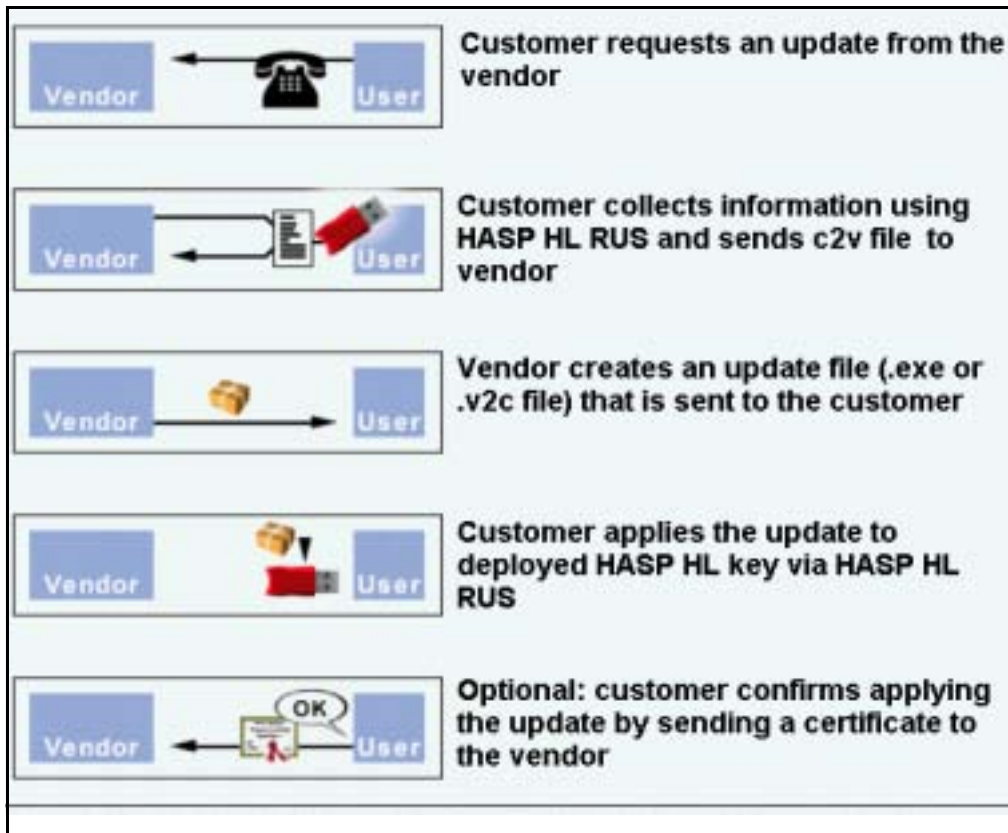 Vendor
User
Customer requests an update from the
vendor
Vendor
User
Customer collects information using
HASP HL RUS and sends c2v file to
vendor
Vendor
User
Vendor creates an update file (.exe or
.v2c file) that is sent to the customer
Vendor
User
Customer applies the update to
deployed HASP HL key via HASP HL
RUS
Vendor
OK
User
Optional: customer confirms applying
the update by sending a certificate to
the vendor